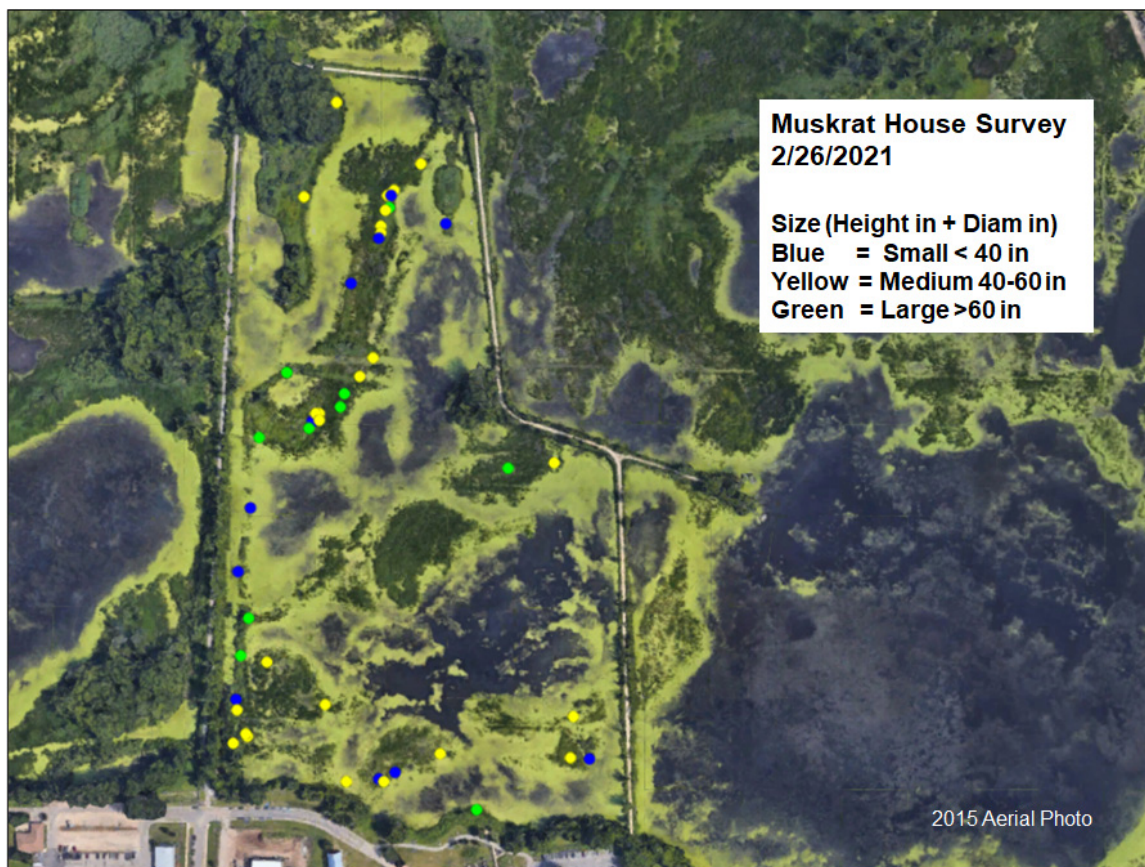 Muskrat House Survey
2/26/2021
Size (Height in + Diam in)
Blue = Small < 40 in
Yellow = Medium 40-60 in
Green = Large >60 in
2015 Aerial Photo